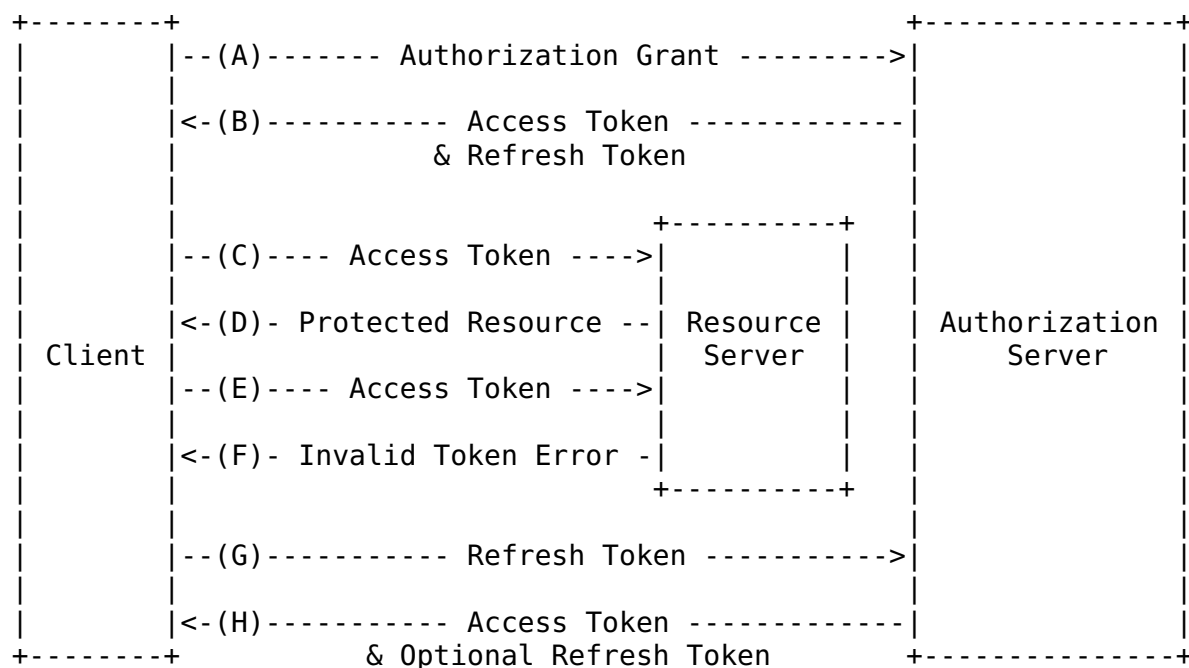 --(A)------- Authorization Grant --------->
<-(B)----------- Access Token -------------
& Refresh Token
--(C)---- Access Token ---->
<-(D)- Protected Resource --| Resource | Authorization
Client | Server | Server
--(E)---- Access Token ---->
<-(F)- Invalid Token Error -
--(G)----------- Refresh Token ----------->
<-(H)----------- Access Token -------------
& Optional Refresh Token